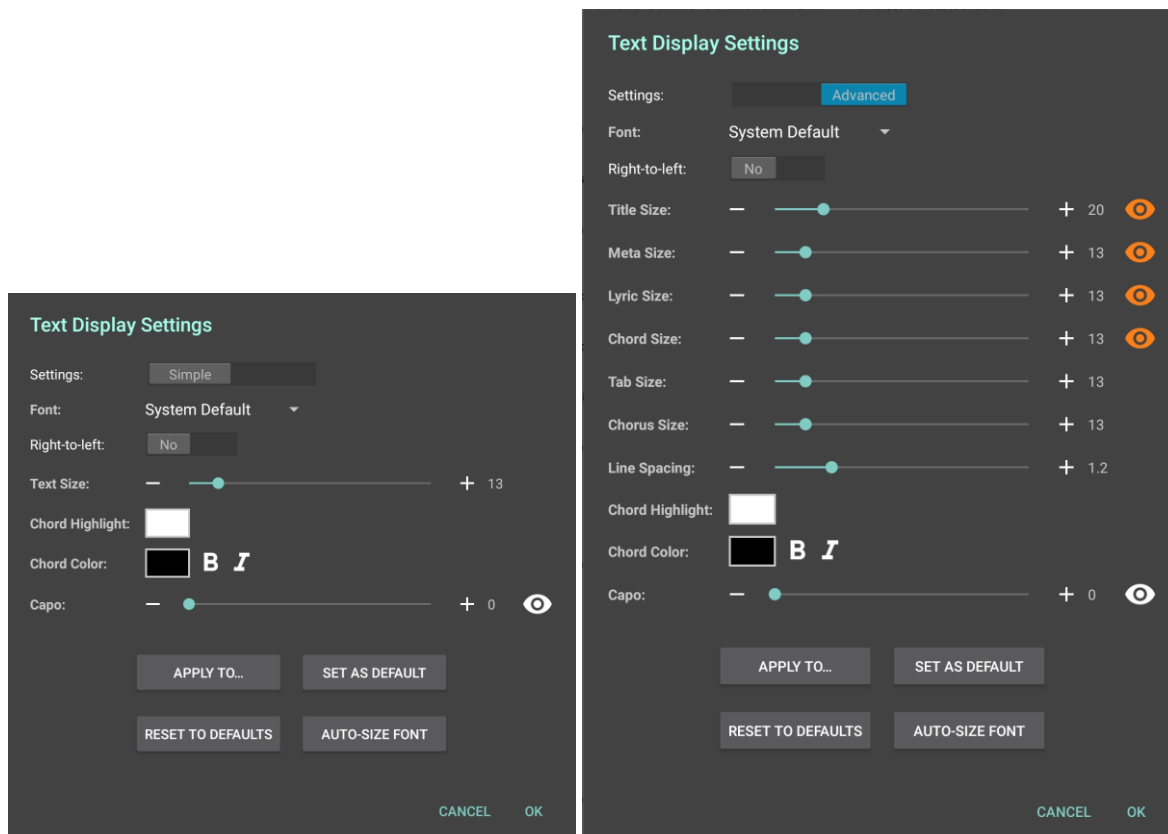 Text Display Settings
Settings: Simple
Font: System Default
Right-to-left: No
Text Size: 13
Chord Highlight:
Chord Color: B I
Capo: 0
APPLY TO... SET AS DEFAULT
RESET TO DEFAULTS AUTO-SIZE FONT
CANCEL OK
Text Display Settings
Settings: Advanced
Font: System Default
Right-to-left: No
Title Size: 20
Meta Size: 13
Lyric Size: 13
Chord Size: 13
Tab Size: 13
Chorus Size: 13
Line Spacing: 1.2
Chord Highlight:
Chord Color: B I
Capo: 0
APPLY TO... SET AS DEFAULT
RESET TO DEFAULTS AUTO-SIZE FONT
CANCEL OK